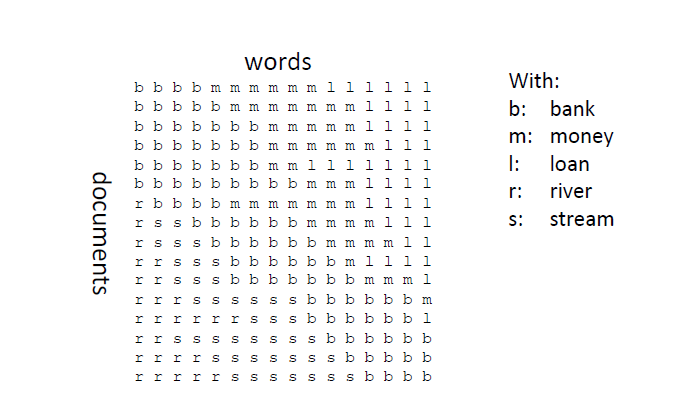 words
b b b b m m m m m m l l l l l l
b b b b b m m m m m m m l l l l
b b b b b b b m m m m m l l l l
b b b b b b b m m m m m m l l l
b b b b b b b m m l l l l l l l
b b b b b b b b b m m m l l l l
r b b b b m m m m m m m l l l l
r s s b b b b b b m m m m l l l
r s s s b b b b b b m m m m l l
r r s s s b b b b b b m l l l l
r r s s s b b b b b b b m m m l
r r r s s s s s s b b b b b b m
r r r r r r s s s b b b b b b l
r r s s s s s s s s b b b b b b
r r r r s s s s s s s b b b b b
r r r r r s s s s s s s b b b b
documents
With:
b: bank
m: money
l: loan
r: river
s: stream